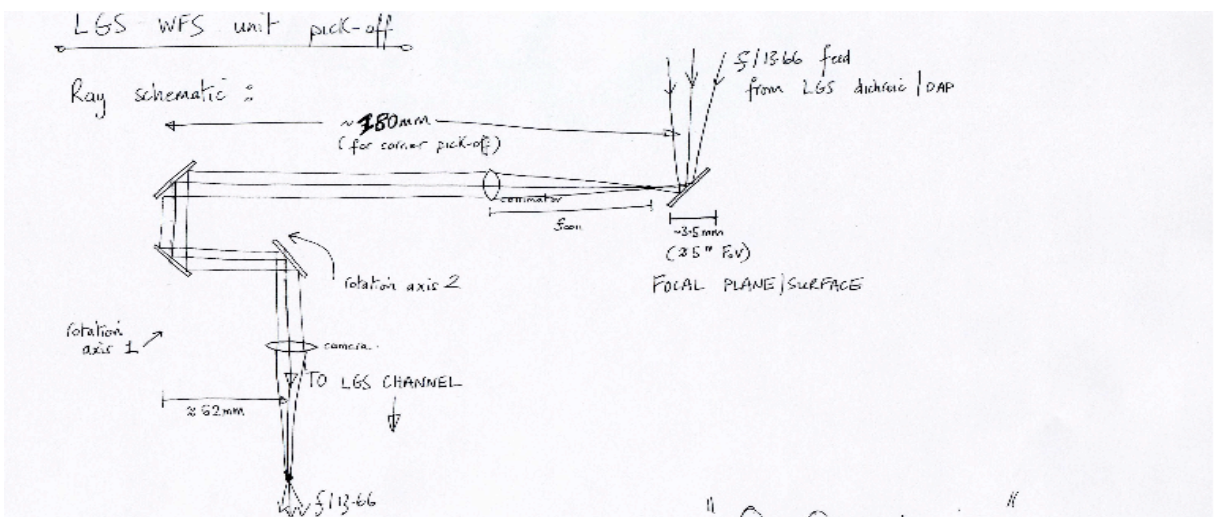 LGS WFS unit pick-off
Ray schematic :
~180mm
(for corner pick-off)
f/13.66 feed
from LGS dichroic / OAP
collimator
~3.5mm
(≈5" FoV)
FOCAL PLANE/SURFACE
rotation axis 2
rotation
axis 1
camera
TO LGS CHANNEL
≈62mm
f/13.66